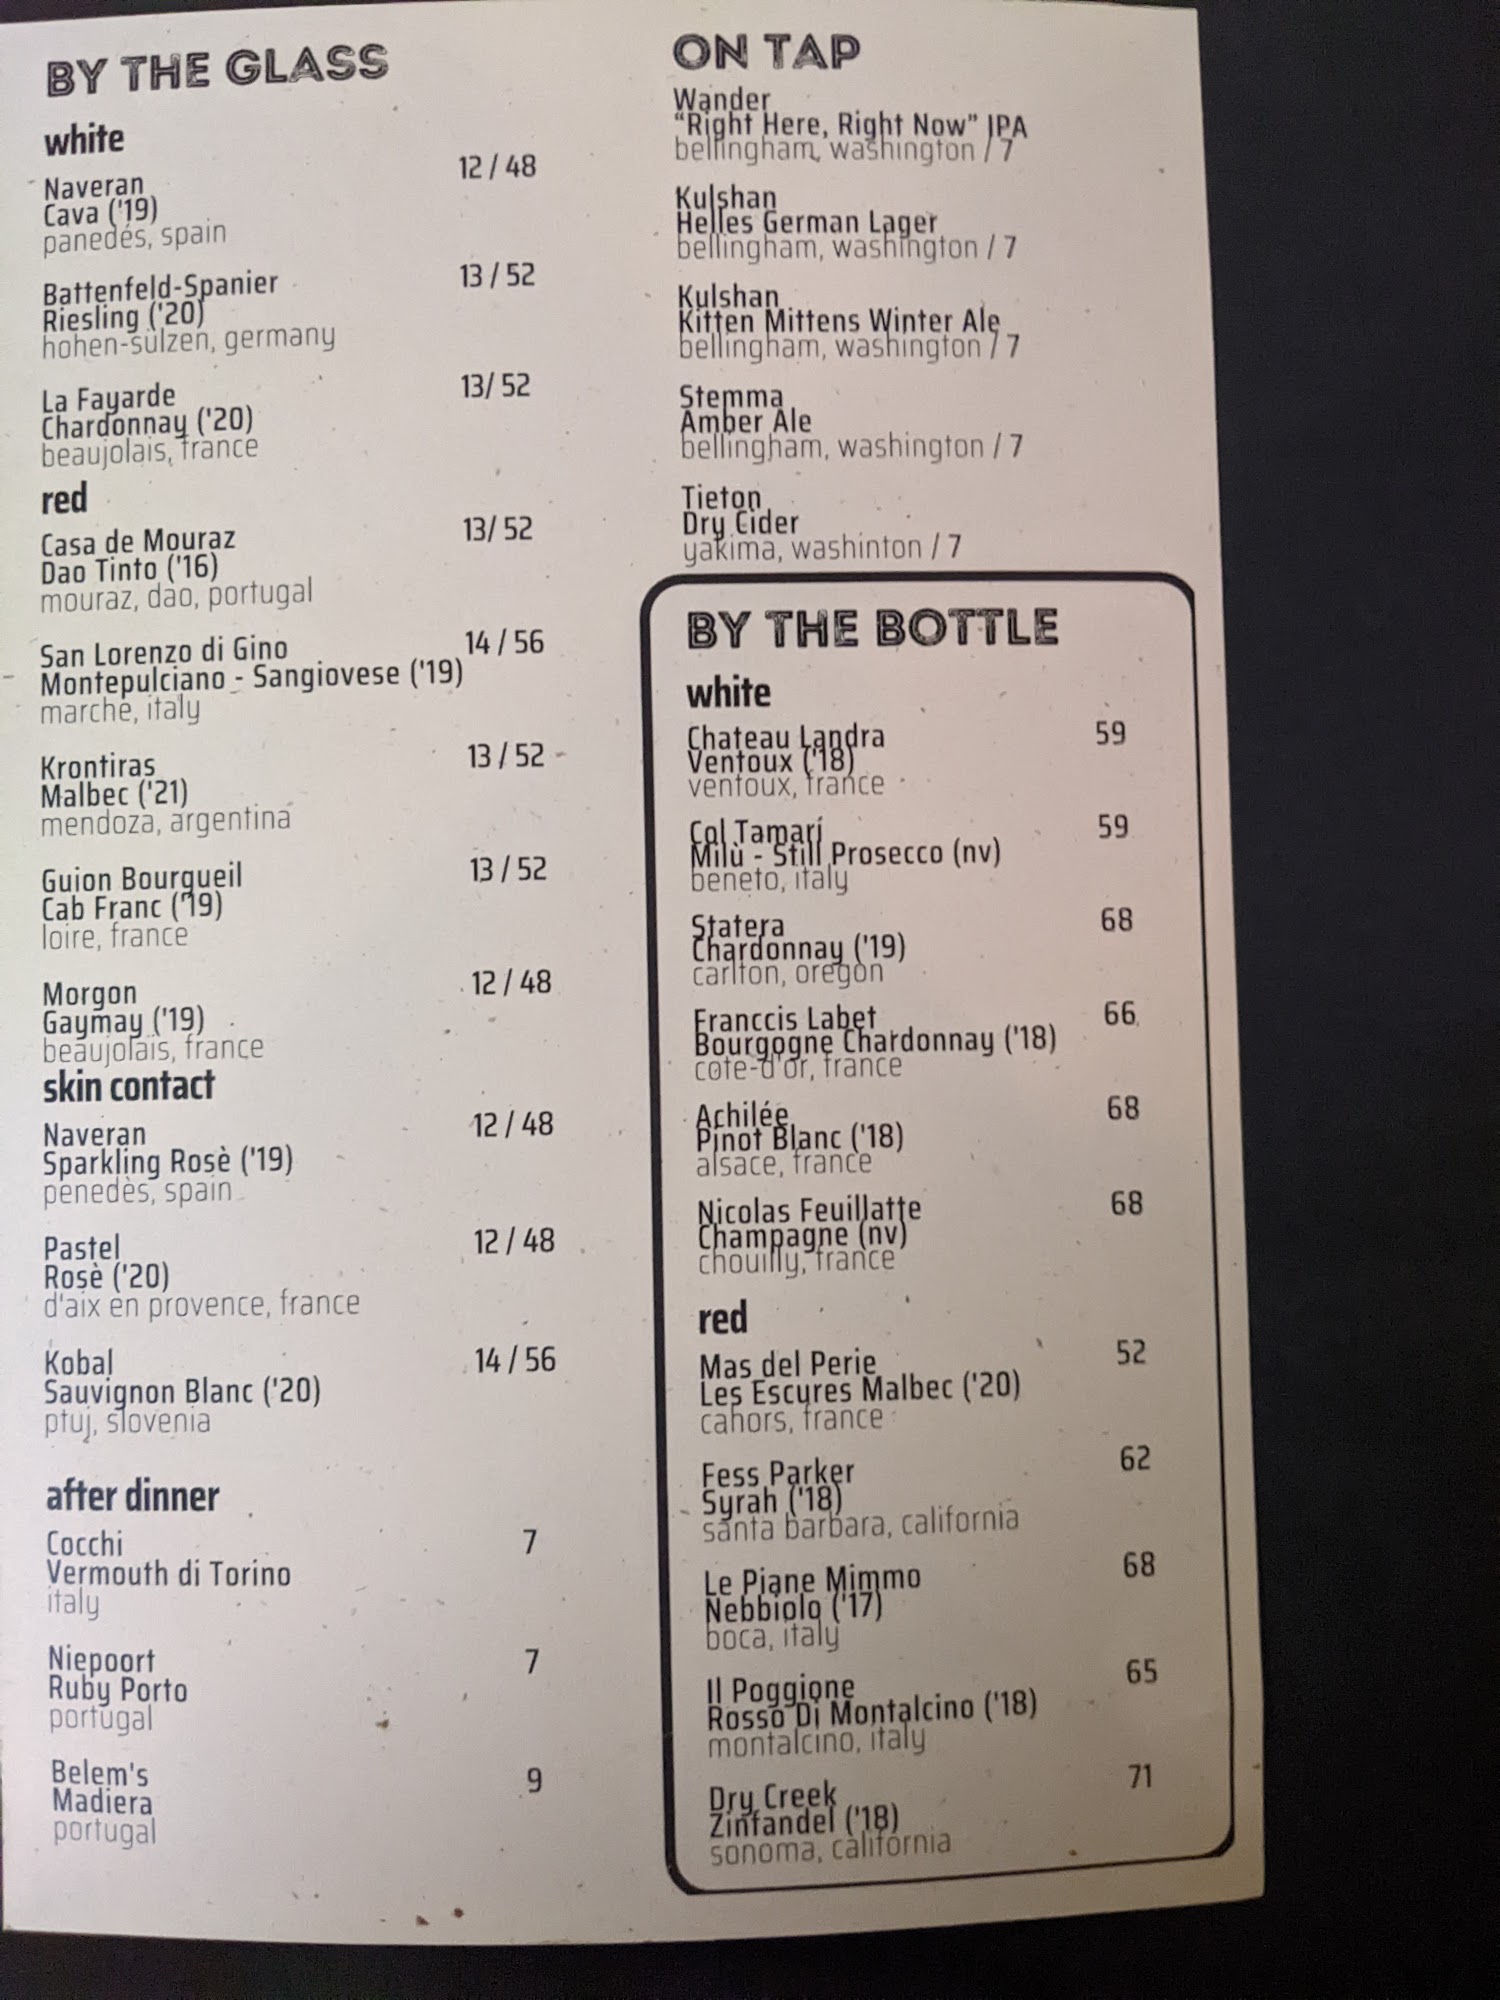 BY THE GLASS
white
Naveran 12 / 48
Cava ('19)
panedés, spain
Battenfeld-Spanier 13 / 52
Riesling ('20)
hohen-sülzen, germany
La Fayarde 13/ 52
Chardonnay ('20)
beaujolais, france
red
Casa de Mouraz 13/ 52
Dao Tinto ('16)
mouraz, dao, portugal
San Lorenzo di Gino 14 / 56
Montepulciano - Sangiovese ('19)
marche, italy
Krontiras 13 / 52
Malbec ('21)
mendoza, argentina
Guion Bourgueil 13 / 52
Cab Franc ('19)
loire, france
Morgon 12 / 48
Gaymay ('19)
beaujolais, france
skin contact
Naveran 12 / 48
Sparkling Rosè ('19)
penedès, spain
Pastel 12 / 48
Rosè ('20)
d'aix en provence, france
Kobal 14 / 56
Sauvignon Blanc ('20)
ptuj, slovenia
after dinner
Cocchi 7
Vermouth di Torino
italy
Niepoort 7
Ruby Porto
portugal
Belem's 9
Madiera
portugal
ON TAP
Wander
"Right Here, Right Now" IPA
bellingham, washington / 7
Kulshan
Helles German Lager
bellingham, washington / 7
Kulshan
Kitten Mittens Winter Ale
bellingham, washington / 7
Stemma
Amber Ale
bellingham, washington / 7
Tieton
Dry Cider
yakima, washinton / 7
BY THE BOTTLE
white
Chateau Landra 59
Ventoux ('18)
ventoux, france
Col Tamarí 59
Milù - Still Prosecco (nv)
beneto, italy
Statera 68
Chardonnay ('19)
carlton, oregon
Franccis Labet 66
Bourgogne Chardonnay ('18)
cote-d'or, france
Achilée 68
Pinot Blanc ('18)
alsace, france
Nicolas Feuillatte 68
Champagne (nv)
chouilly, france
red
Mas del Perie 52
Les Escures Malbec ('20)
cahors, france
Fess Parker 62
Syrah ('18)
santa barbara, california
Le Piane Mimmo 68
Nebbiolo ('17)
boca, italy
Il Poggione 65
Rosso Di Montalcino ('18)
montalcino, italy
Dry Creek 71
Zinfandel ('18)
sonoma, california